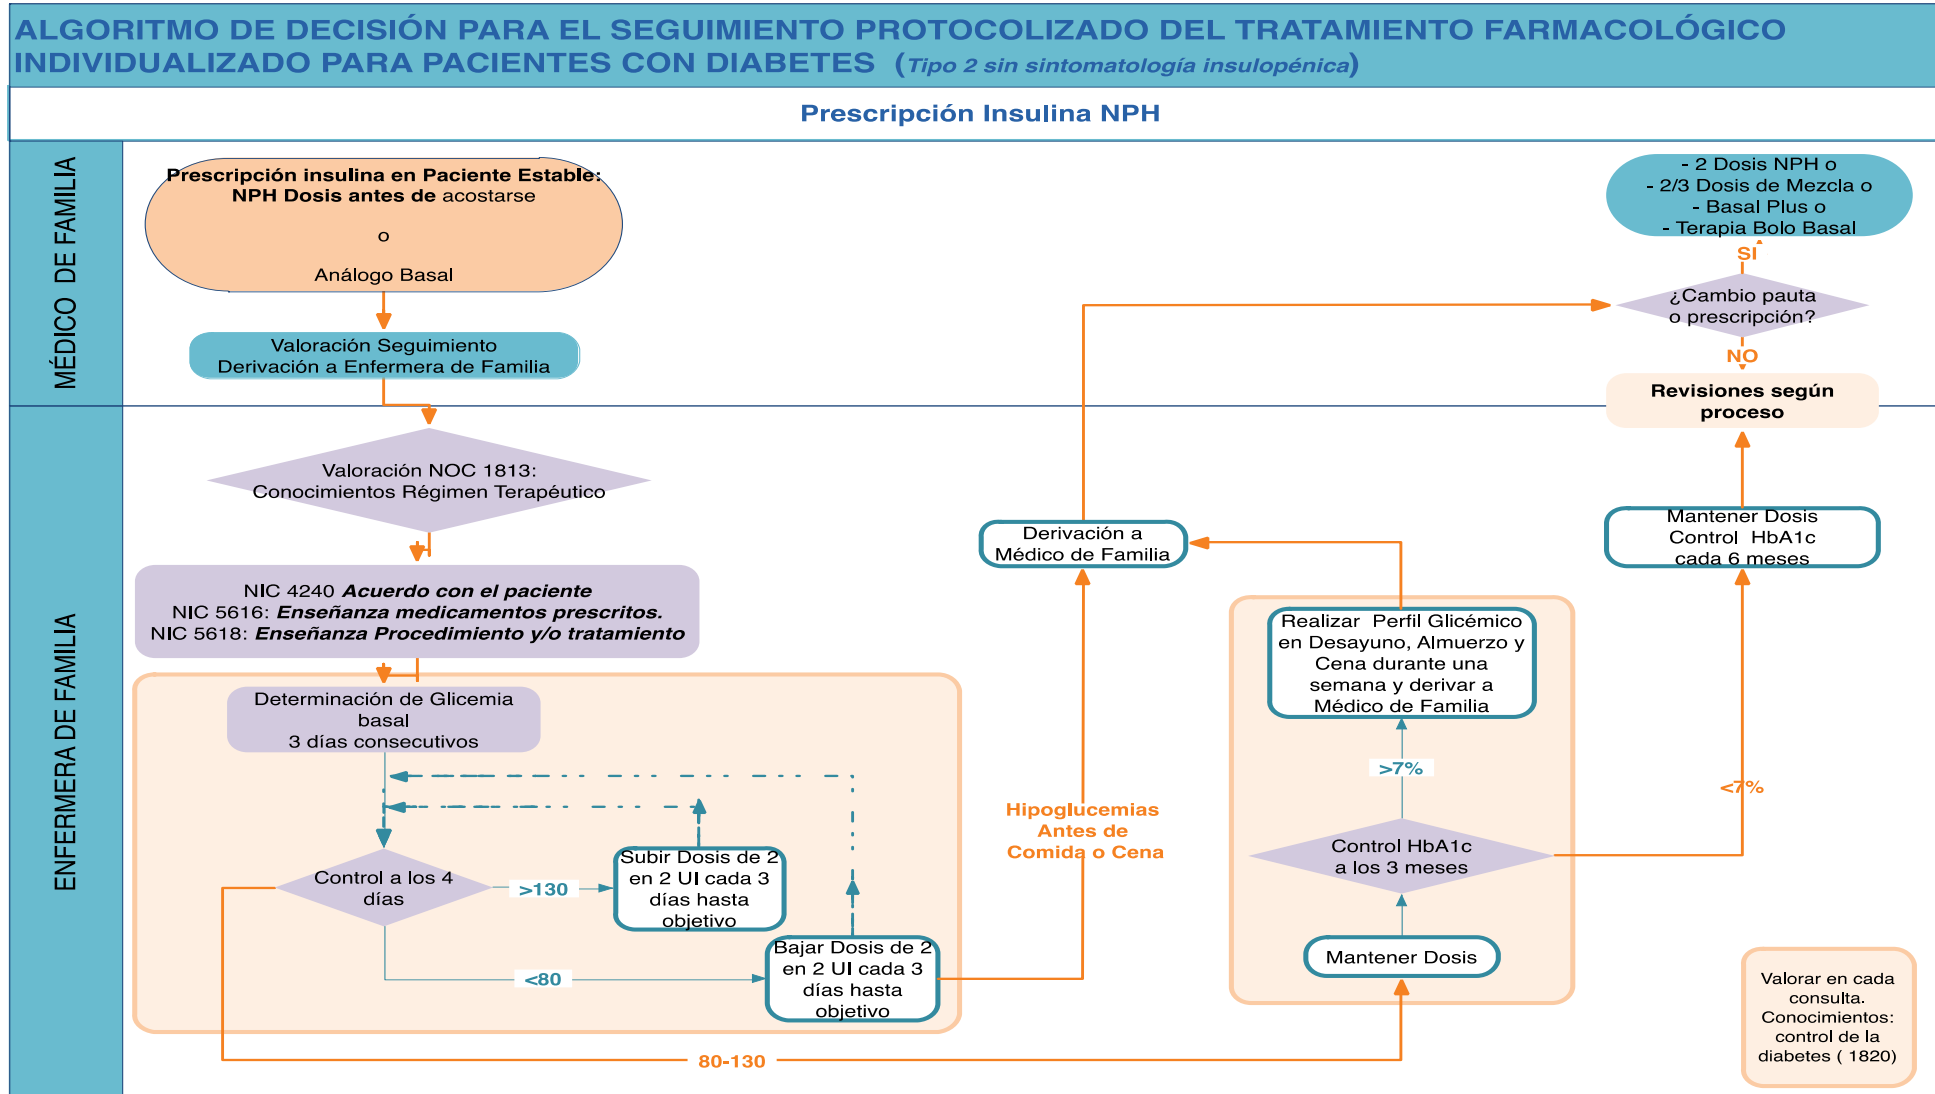 ALGORITMO DE DECISIÓN PARA EL SEGUIMIENTO PROTOCOLIZADO DEL TRATAMIENTO FARMACOLÓGICO
INDIVIDUALIZADO PARA PACIENTES CON DIABETES (Tipo 2 sin sintomatología insulopénica)
Prescripción Insulina NPH
MÉDICO DE FAMILIA
Prescripción insulina en Paciente Estable:
NPH Dosis antes de acostarse
o
Análogo Basal
Valoración Seguimiento
Derivación a Enfermera de Familia
- 2 Dosis NPH o
- 2/3 Dosis de Mezcla o
- Basal Plus o
- Terapia Bolo Basal
SI
¿Cambio pauta
o prescripción?
NO
Revisiones según
proceso
ENFERMERA DE FAMILIA
Valoración NOC 1813:
Conocimientos Régimen Terapéutico
NIC 4240 Acuerdo con el paciente
NIC 5616: Enseñanza medicamentos prescritos.
NIC 5618: Enseñanza Procedimiento y/o tratamiento
Determinación de Glicemia
basal
3 días consecutivos
Control a los 4
días
>130
Subir Dosis de 2
en 2 UI cada 3
días hasta
objetivo
<80
Bajar Dosis de 2
en 2 UI cada 3
días hasta
objetivo
80-130
Hipoglucemias
Antes de
Comida o Cena
Derivación a
Médico de Familia
Realizar Perfil Glicémico
en Desayuno, Almuerzo y
Cena durante una
semana y derivar a
Médico de Familia
>7%
Control HbA1c
a los 3 meses
Mantener Dosis
<7%
Mantener Dosis
Control HbA1c
cada 6 meses
Valorar en cada
consulta.
Conocimientos:
control de la
diabetes ( 1820)